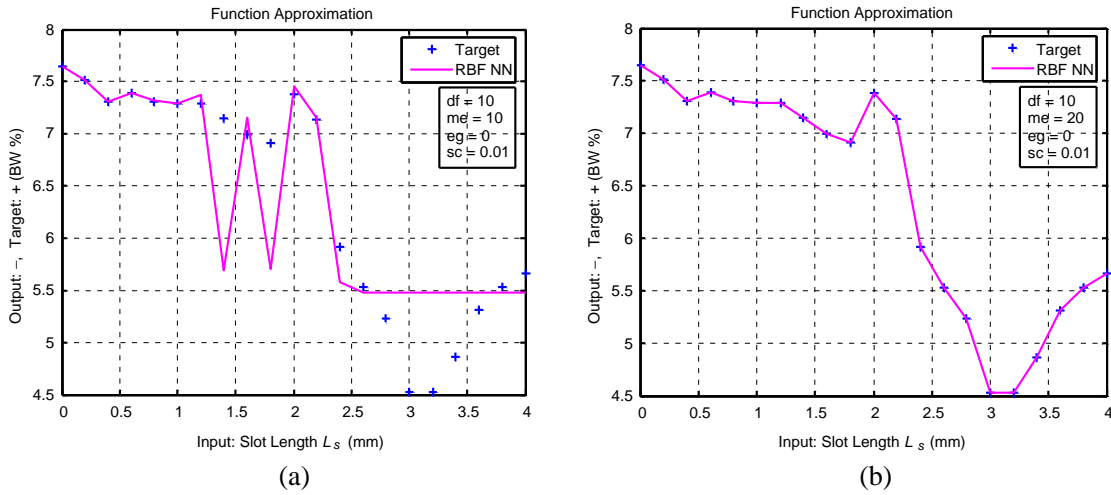 Function Approximation
8
7.5
7
6.5
6
5.5
5
4.5
0 0.5 1 1.5 2 2.5 3 3.5 4
Output: −, Target: + (BW %)
Input: Slot Length L s (mm)
Target
RBF NN
df = 10
me = 10
eg = 0
sc = 0.01
(a)
Function Approximation
8
7.5
7
6.5
6
5.5
5
4.5
0 0.5 1 1.5 2 2.5 3 3.5 4
Output: −, Target: + (BW %)
Input: Slot Length L s (mm)
Target
RBF NN
df = 10
me = 20
eg = 0
sc = 0.01
(b)